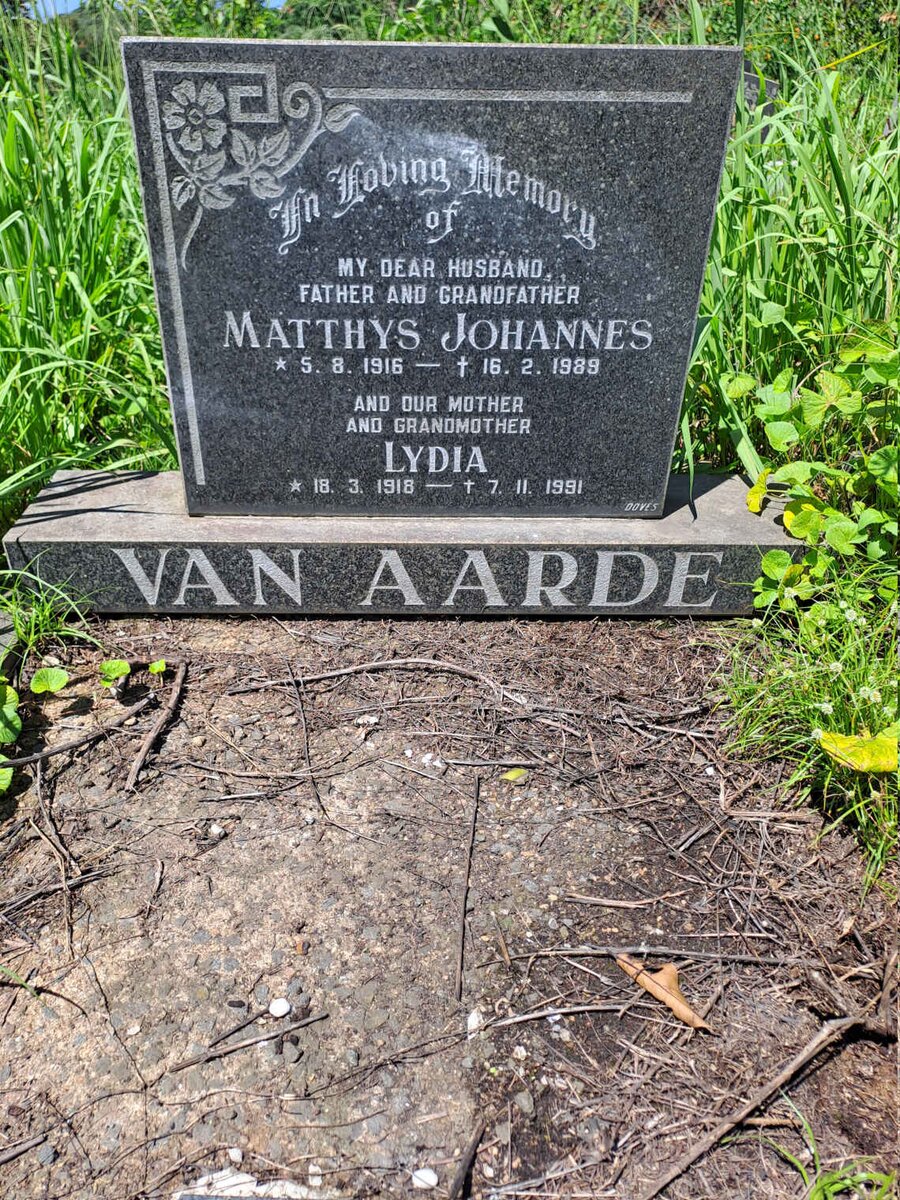 In Loving Memory
of
MY DEAR HUSBAND,
FATHER AND GRANDFATHER
MATTHYS JOHANNES
* 5. 8. 1916 — † 16. 2. 1989
AND OUR MOTHER
AND GRANDMOTHER
LYDIA
* 18. 3. 1918 — † 7. 11. 1991
DOVES
VAN AARDE